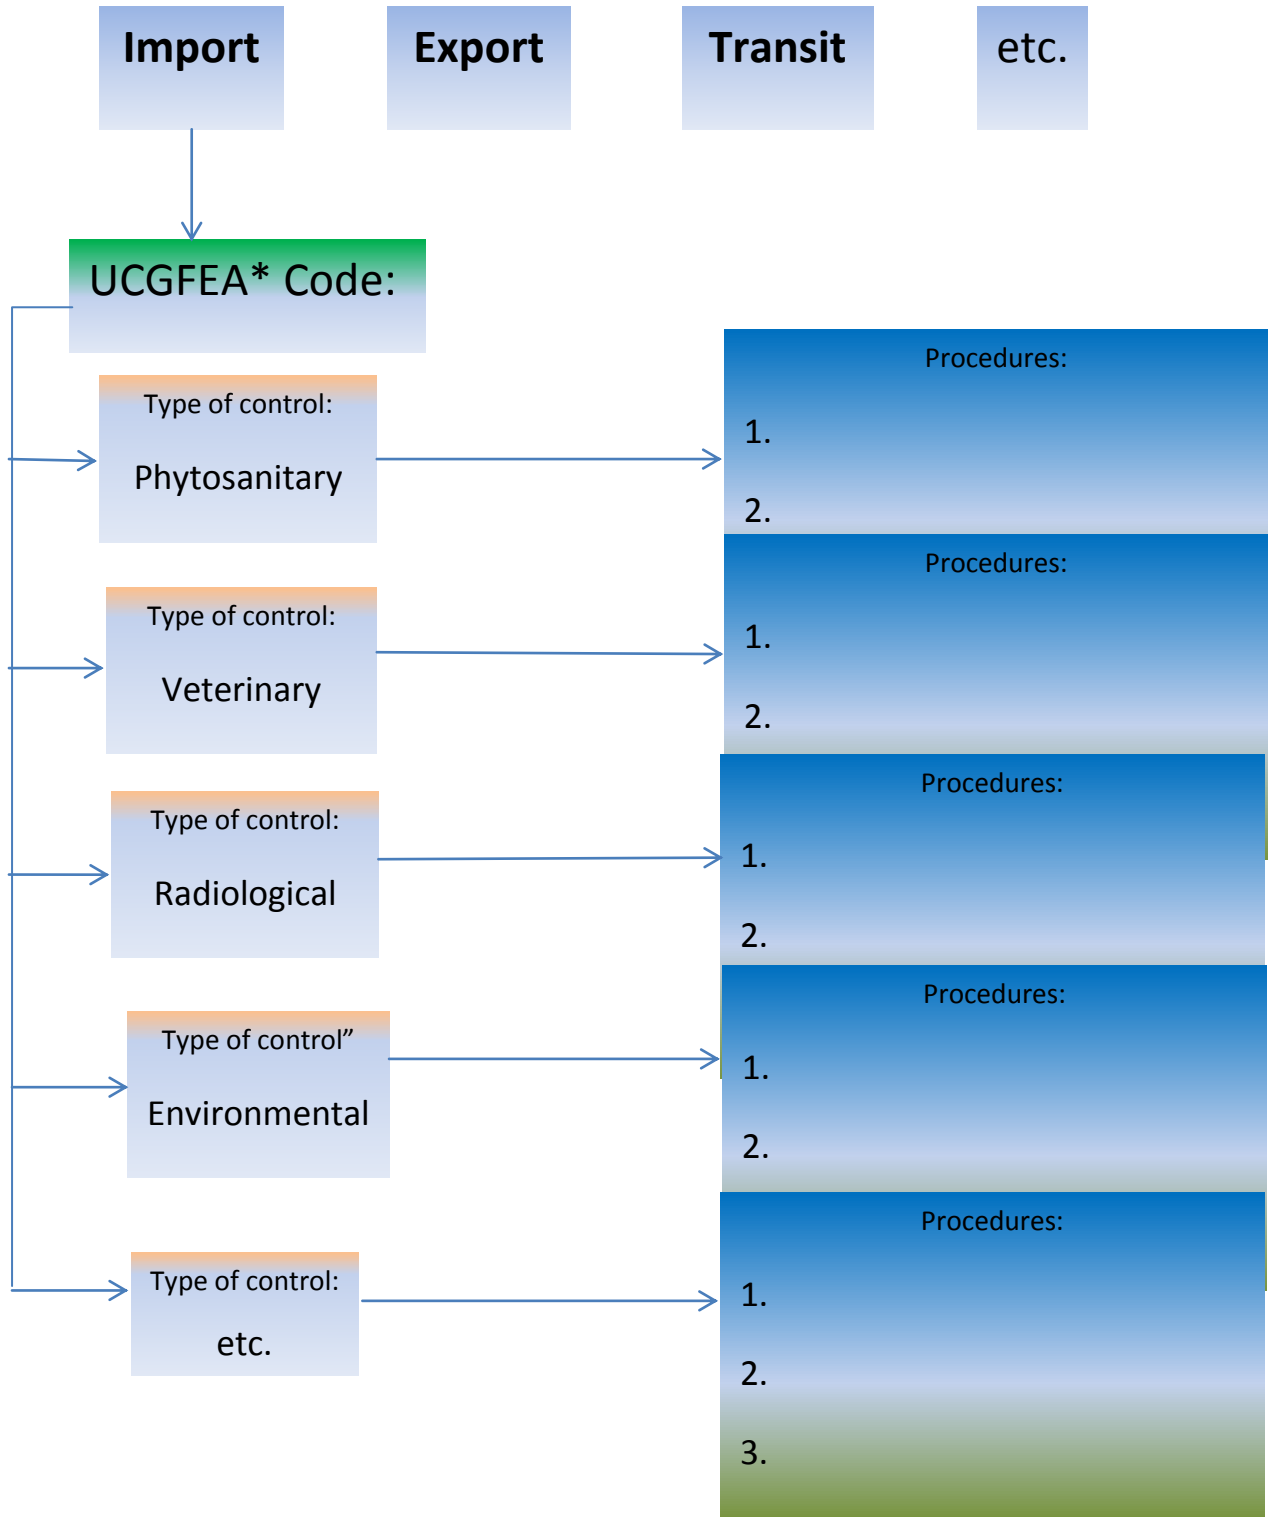 Import
Export
Transit
etc.
UCGFEA* Code:
Type of control:
Phytosanitary
Procedures:
1.
2.
Type of control:
Veterinary
Procedures:
1.
2.
Type of control:
Radiological
Procedures:
1.
2.
Type of control”
Environmental
Procedures:
1.
2.
Type of control:
etc.
Procedures:
1.
2.
3.